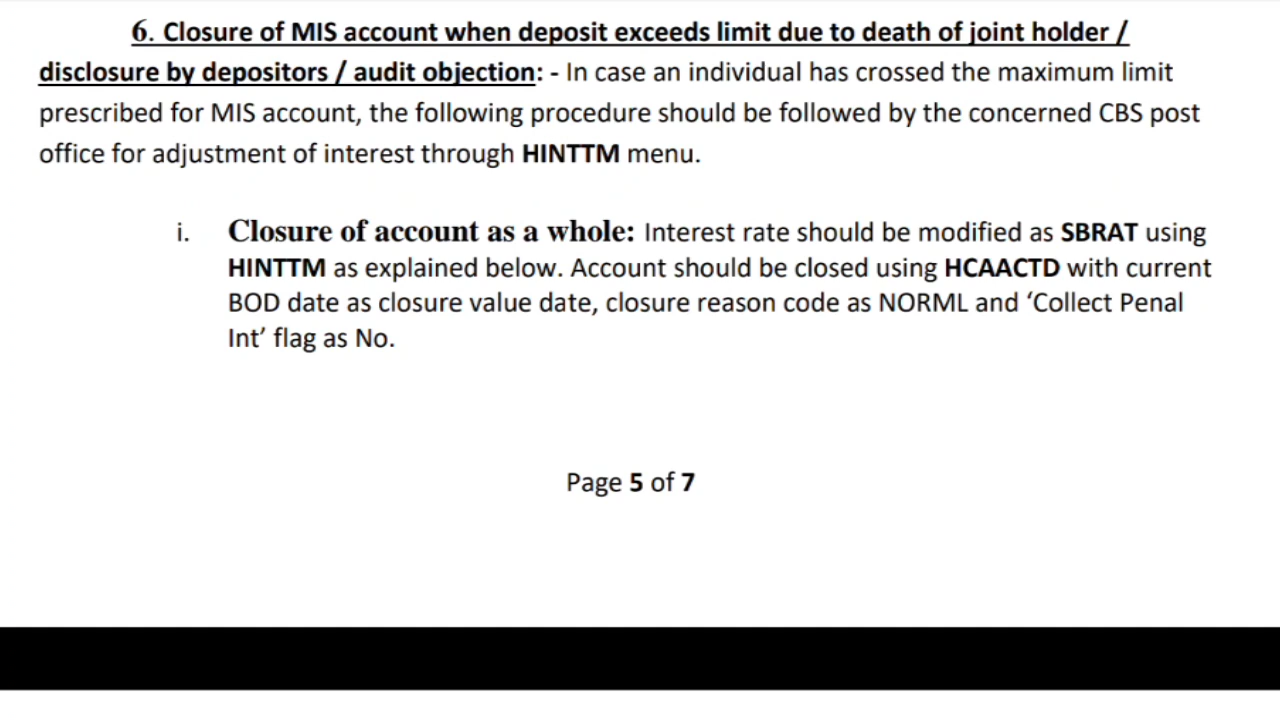 6. Closure of MIS account when deposit exceeds limit due to death of joint holder /
disclosure by depositors / audit objection: - In case an individual has crossed the maximum limit
prescribed for MIS account, the following procedure should be followed by the concerned CBS post
office for adjustment of interest through HINTTM menu.
i. Closure of account as a whole: Interest rate should be modified as SBRAT using
HINTTM as explained below. Account should be closed using HCAACTD with current
BOD date as closure value date, closure reason code as NORML and ‘Collect Penal
Int’ flag as No.
Page 5 of 7